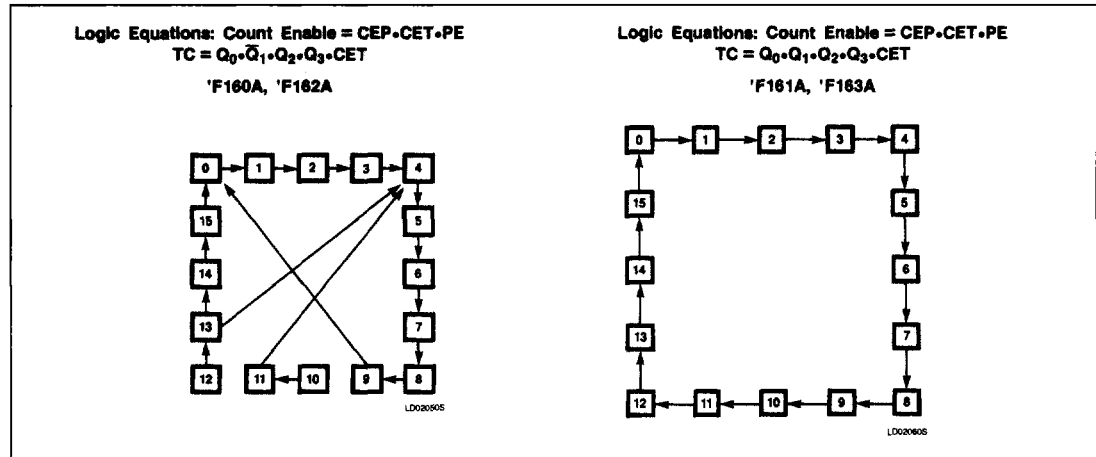 Logic Equations: Count Enable = CEP•CET•PE
TC = Q₀•Q̅₁•Q₂•Q₃•CET
'F160A, 'F162A
0 1 2 3 4
15 5
14 6
13 7
12 11 10 9 8
LD02050S
Logic Equations: Count Enable = CEP•CET•PE
TC = Q₀•Q₁•Q₂•Q₃•CET
'F161A, 'F163A
0 1 2 3 4
15 5
14 6
13 7
12 11 10 9 8
LD02060S